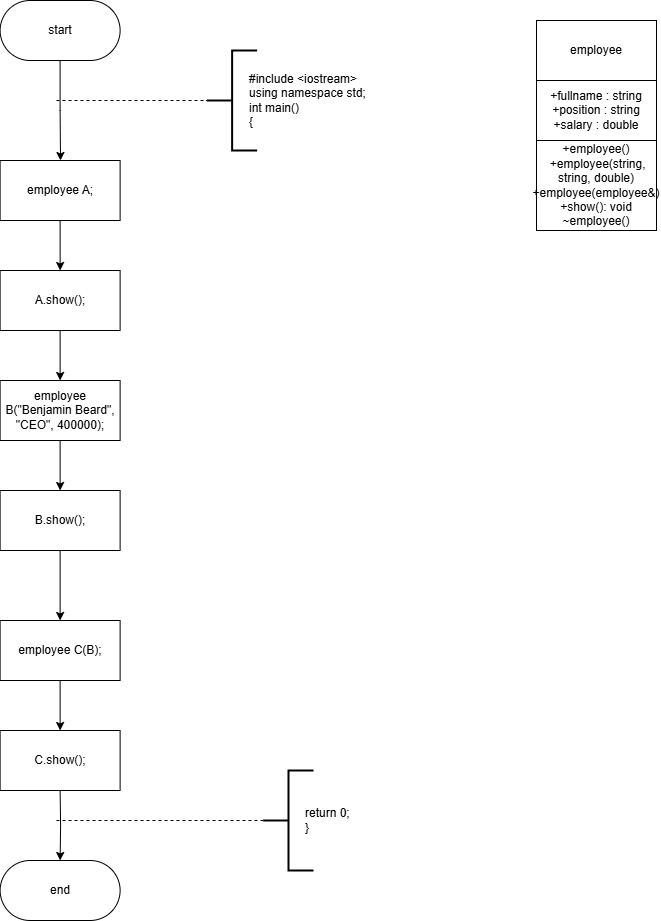 start
#include <iostream>
using namespace std;
int main()
{
employee A;
A.show();
employee
B("Benjamin Beard",
"CEO", 400000);
B.show();
employee C(B);
C.show();
return 0;
}
end
employee
+fullname : string
+position : string
+salary : double
+employee()
+employee(string,
string, double)
+employee(employee&)
+show(): void
~employee()